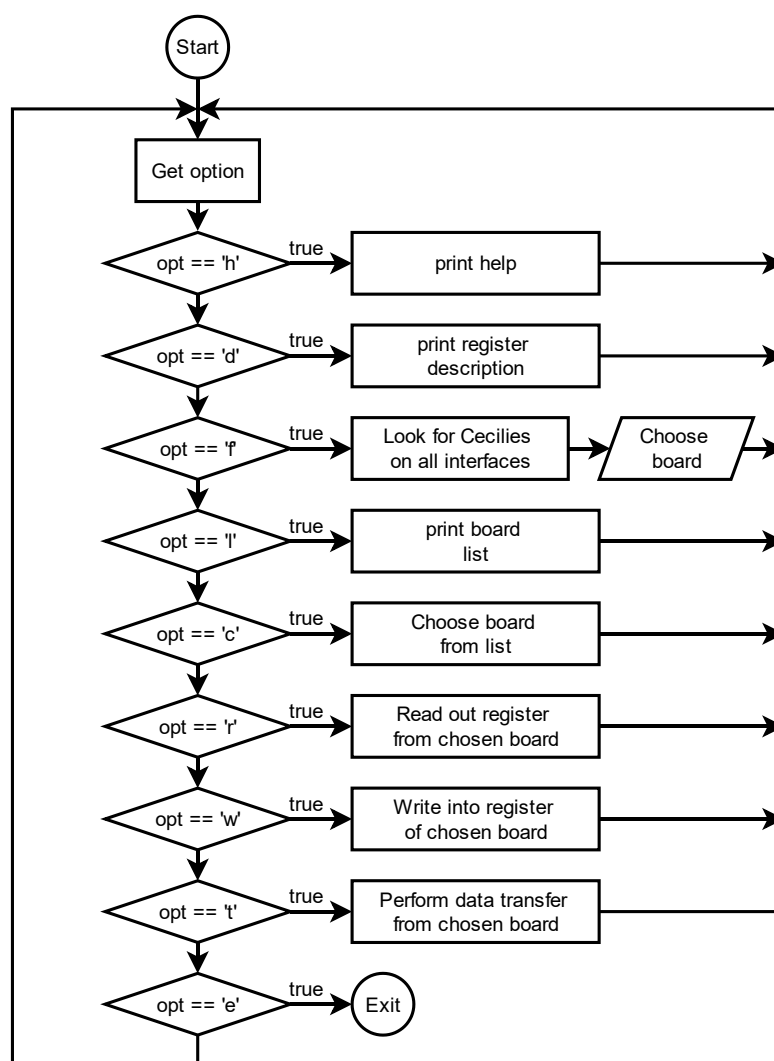 Start
Get option
opt == 'h'
true
print help
opt == 'd'
true
print register
description
opt == 'f'
true
Look for Cecilies
on all interfaces
Choose
board
opt == 'l'
true
print board
list
opt == 'c'
true
Choose board
from list
opt == 'r'
true
Read out register
from chosen board
opt == 'w'
true
Write into register
of chosen board
opt == 't'
true
Perform data transfer
from chosen board
opt == 'e'
true
Exit